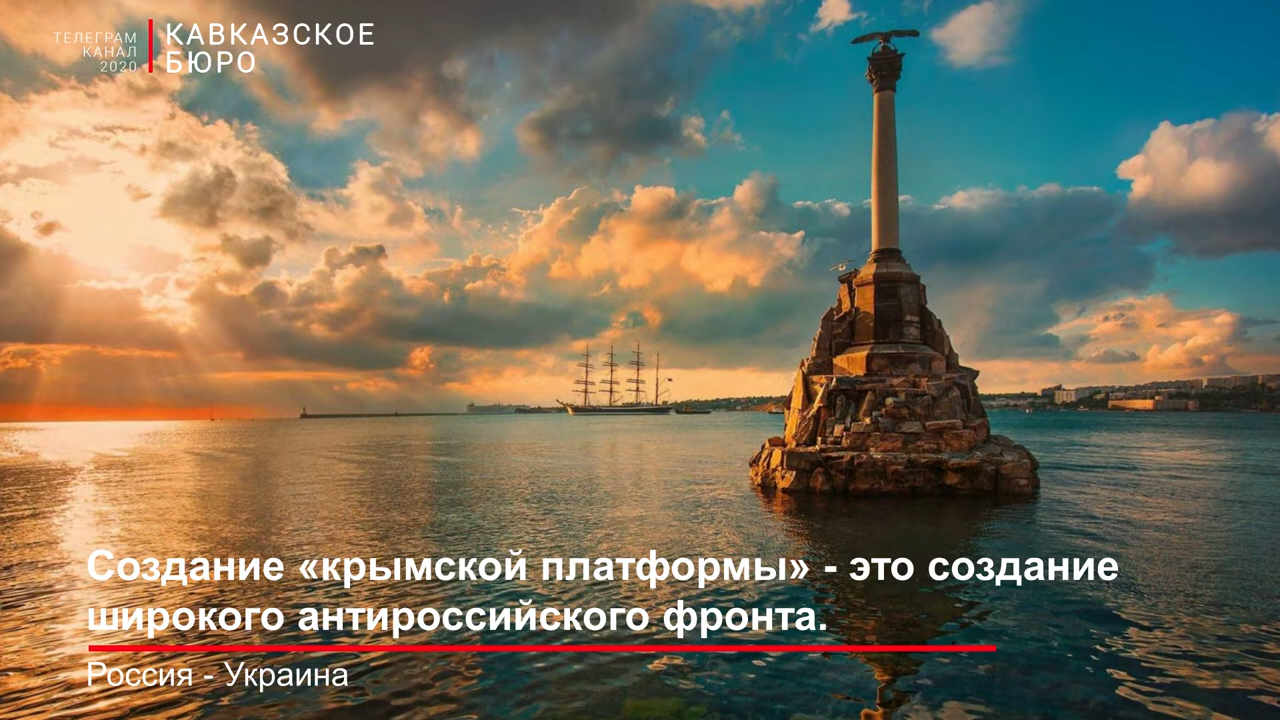 ТЕЛЕГРАМ
КАНАЛ
2020
КАВКАЗСКОЕ
БЮРО
Создание «крымской платформы» - это создание
широкого антироссийского фронта.
Россия - Украина